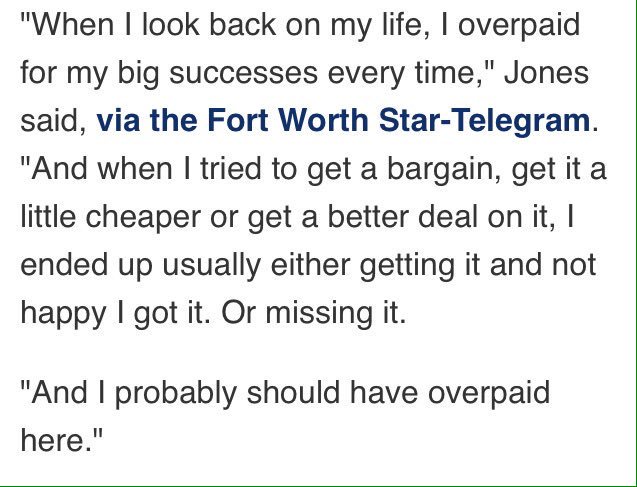 "When I look back on my life, I overpaid
for my big successes every time," Jones
said, via the Fort Worth Star-Telegram.
"And when I tried to get a bargain, get it a
little cheaper or get a better deal on it, I
ended up usually either getting it and not
happy I got it. Or missing it.
"And I probably should have overpaid
here."